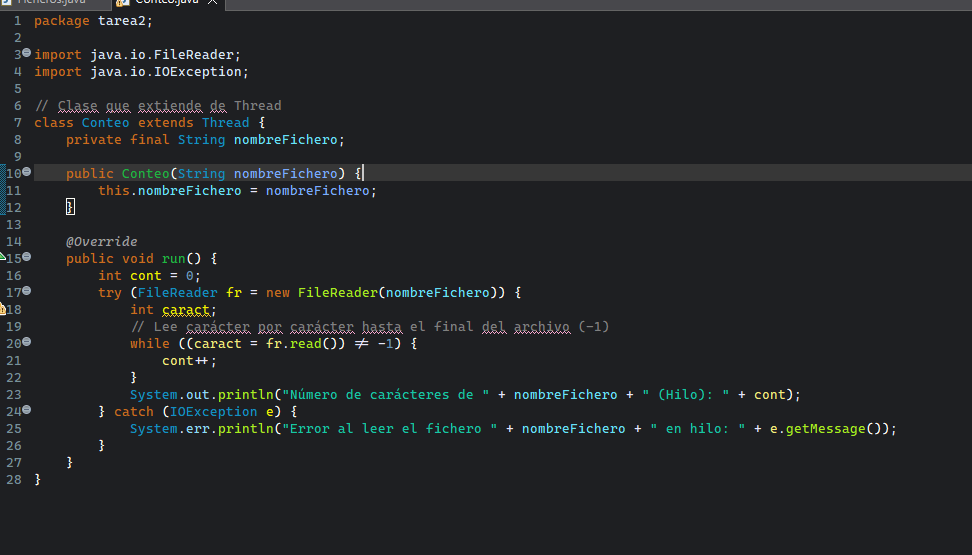 Ficheros.java Conteo.java
1 package tarea2;
2
3 import java.io.FileReader;
4 import java.io.IOException;
5
6 // Clase que extiende de Thread
7 class Conteo extends Thread {
8 private final String nombreFichero;
9
10 public Conteo(String nombreFichero) {
11 this.nombreFichero = nombreFichero;
12 }
13
14 @Override
15 public void run() {
16 int cont = 0;
17 try (FileReader fr = new FileReader(nombreFichero)) {
18 int caract;
19 // Lee carácter por carácter hasta el final del archivo (-1)
20 while ((caract = fr.read()) != -1) {
21 cont++;
22 }
23 System.out.println("Número de carácteres de " + nombreFichero + " (Hilo): " + cont);
24 } catch (IOException e) {
25 System.err.println("Error al leer el fichero " + nombreFichero + " en hilo: " + e.getMessage());
26 }
27 }
28 }